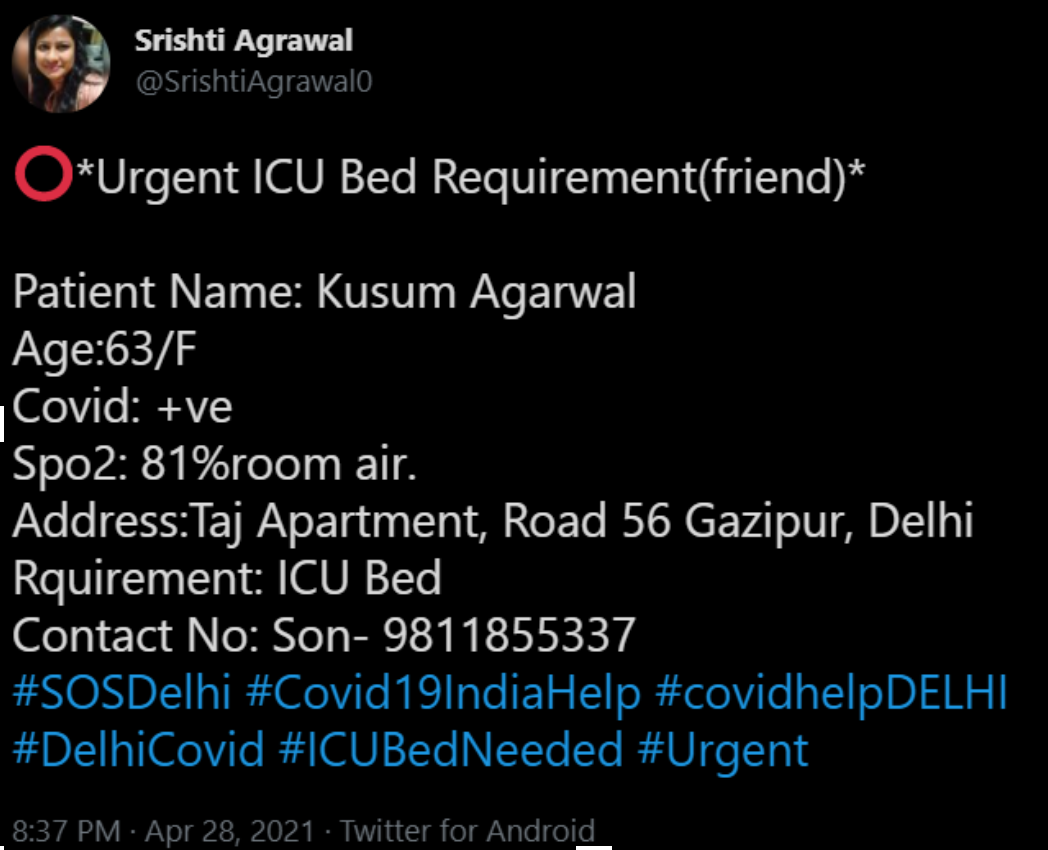 Srishti Agrawal
@SrishtiAgrawal0
⭕*Urgent ICU Bed Requirement(friend)*
Patient Name: Kusum Agarwal
Age:63/F
Covid: +ve
Spo2: 81%room air.
Address:Taj Apartment, Road 56 Gazipur, Delhi
Rquirement: ICU Bed
Contact No: Son- 9811855337
#SOSDelhi #Covid19IndiaHelp #covidhelpDELHI
#DelhiCovid #ICUBedNeeded #Urgent
8:37 PM · Apr 28, 2021 · Twitter for Android